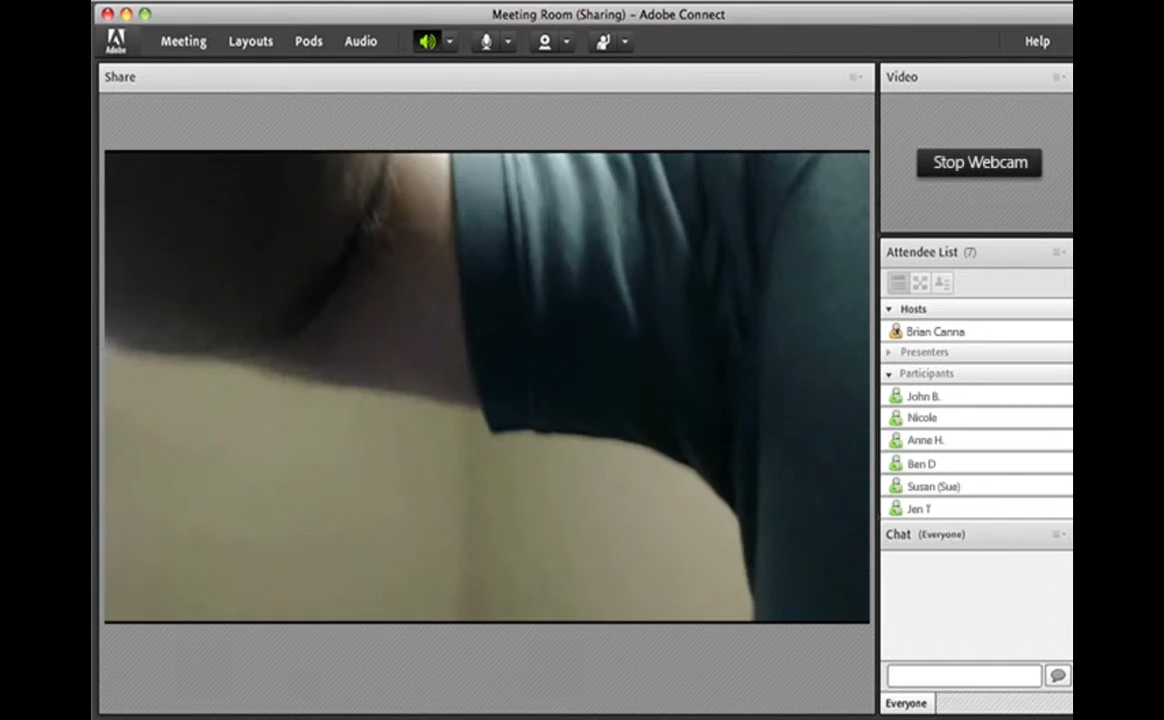 Meeting Room (Sharing) – Adobe Connect
Adobe
Meeting Layouts Pods Audio Help
Share
Video
Stop Webcam
Attendee List (7)
Hosts
Brian Canna
Presenters
Participants
John B.
Nicole
Anne H.
Ben D
Susan (Sue)
Jen T
Chat (Everyone)
Everyone